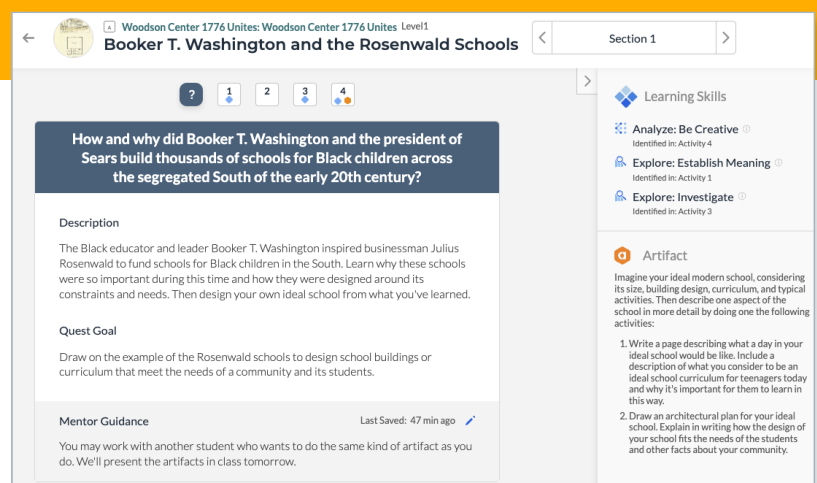 A Woodson Center 1776 Unites: Woodson Center 1776 Unites Level1
Booker T. Washington and the Rosenwald Schools
Section 1
? 1 2 3 4
How and why did Booker T. Washington and the president of
Sears build thousands of schools for Black children across
the segregated South of the early 20th century?
Description
The Black educator and leader Booker T. Washington inspired businessman Julius
Rosenwald to fund schools for Black children in the South. Learn why these schools
were so important during this time and how they were designed around its
constraints and needs. Then design your own ideal school from what you've learned.
Quest Goal
Draw on the example of the Rosenwald schools to design school buildings or
curriculum that meet the needs of a community and its students.
Mentor Guidance Last Saved: 47 min ago
You may work with another student who wants to do the same kind of artifact as you
do. We'll present the artifacts in class tomorrow.
Learning Skills
Analyze: Be Creative
Identified in: Activity 4
Explore: Establish Meaning
Identified in: Activity 1
Explore: Investigate
Identified in: Activity 3
a Artifact
Imagine your ideal modern school, considering
its size, building design, curriculum, and typical
activities. Then describe one aspect of the
school in more detail by doing one the following
activities:
1. Write a page describing what a day in your
ideal school would be like. Include a
description of what you consider to be an
ideal school curriculum for teenagers today
and why it's important for them to learn in
this way.
2. Draw an architectural plan for your ideal
school. Explain in writing how the design of
your school fits the needs of the students
and other facts about your community.